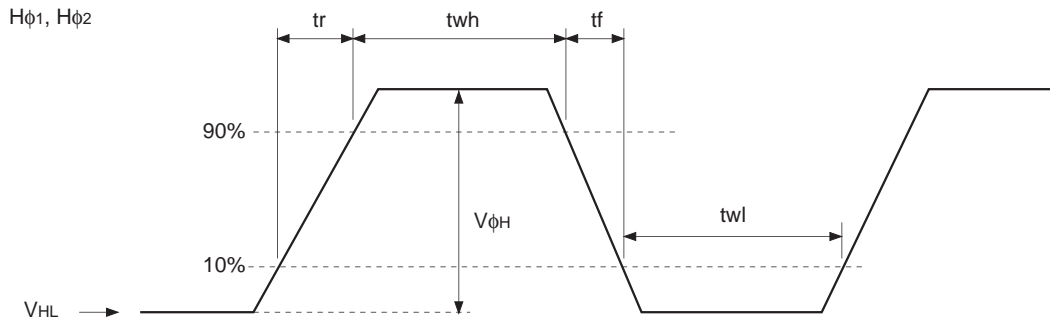 Hϕ1, Hϕ2
tr twh tf
90%
twl
VϕH
10%
VHL